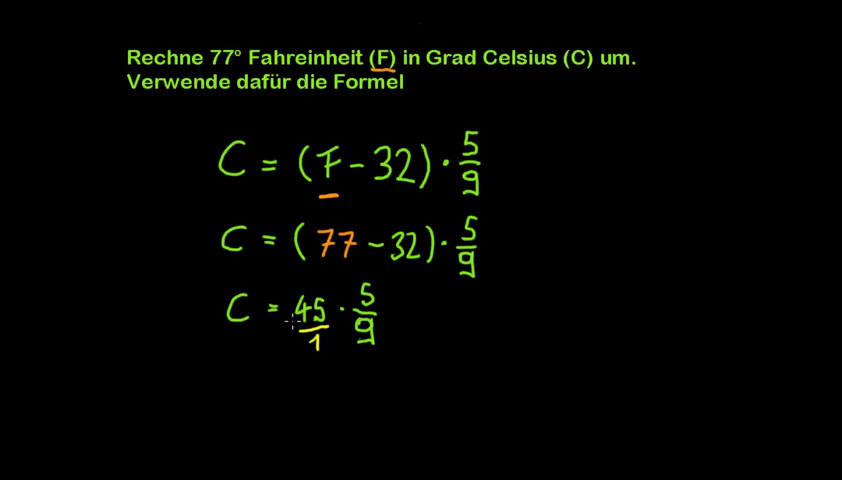 Rechne 77° Fahreinheit (F) in Grad Celsius (C) um.
Verwende dafür die Formel
C = (F - 32) · 5/9
C = (77 - 32) · 5/9
C = 45/1 · 5/9